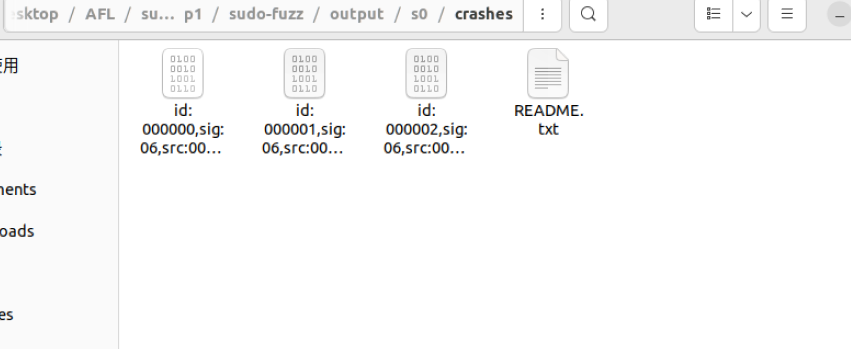 sktop / AFL / su... p1 / sudo-fuzz / output / s0 / crashes
用
0100
0010
1001
0110
0100
0010
1001
0110
0100
0010
1001
0110
id:
000000,sig:
06,src:00...
id:
000001,sig:
06,src:00...
id:
000002,sig:
06,src:00...
README.
txt
nents
oads
es